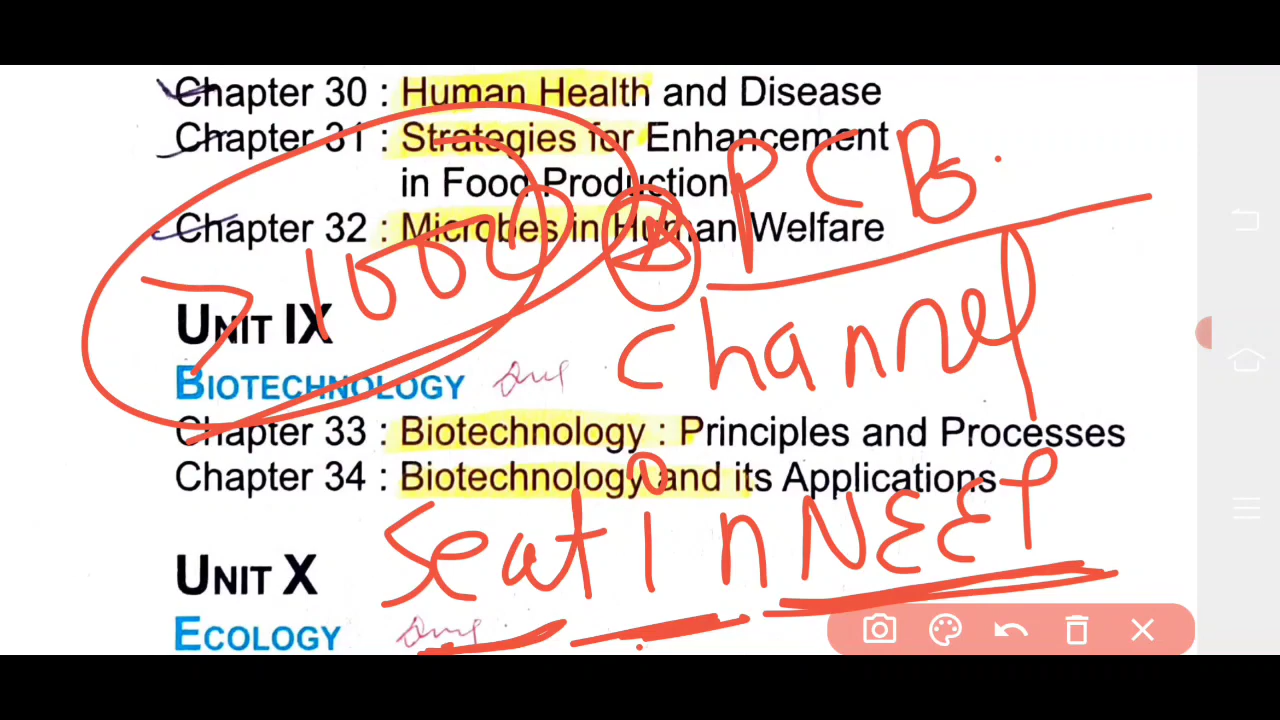 Chapter 30 : Human Health and Disease
Chapter 31 : Strategies for Enhancement
in Food Production
Chapter 32 : Microbes in Human Welfare
PCB
> 1000
UNIT IX
Channel
BIOTECHNOLOGY
Chapter 33 : Biotechnology : Principles and Processes
Chapter 34 : Biotechnology and its Applications
Seat in NEET
UNIT X
ECOLOGY